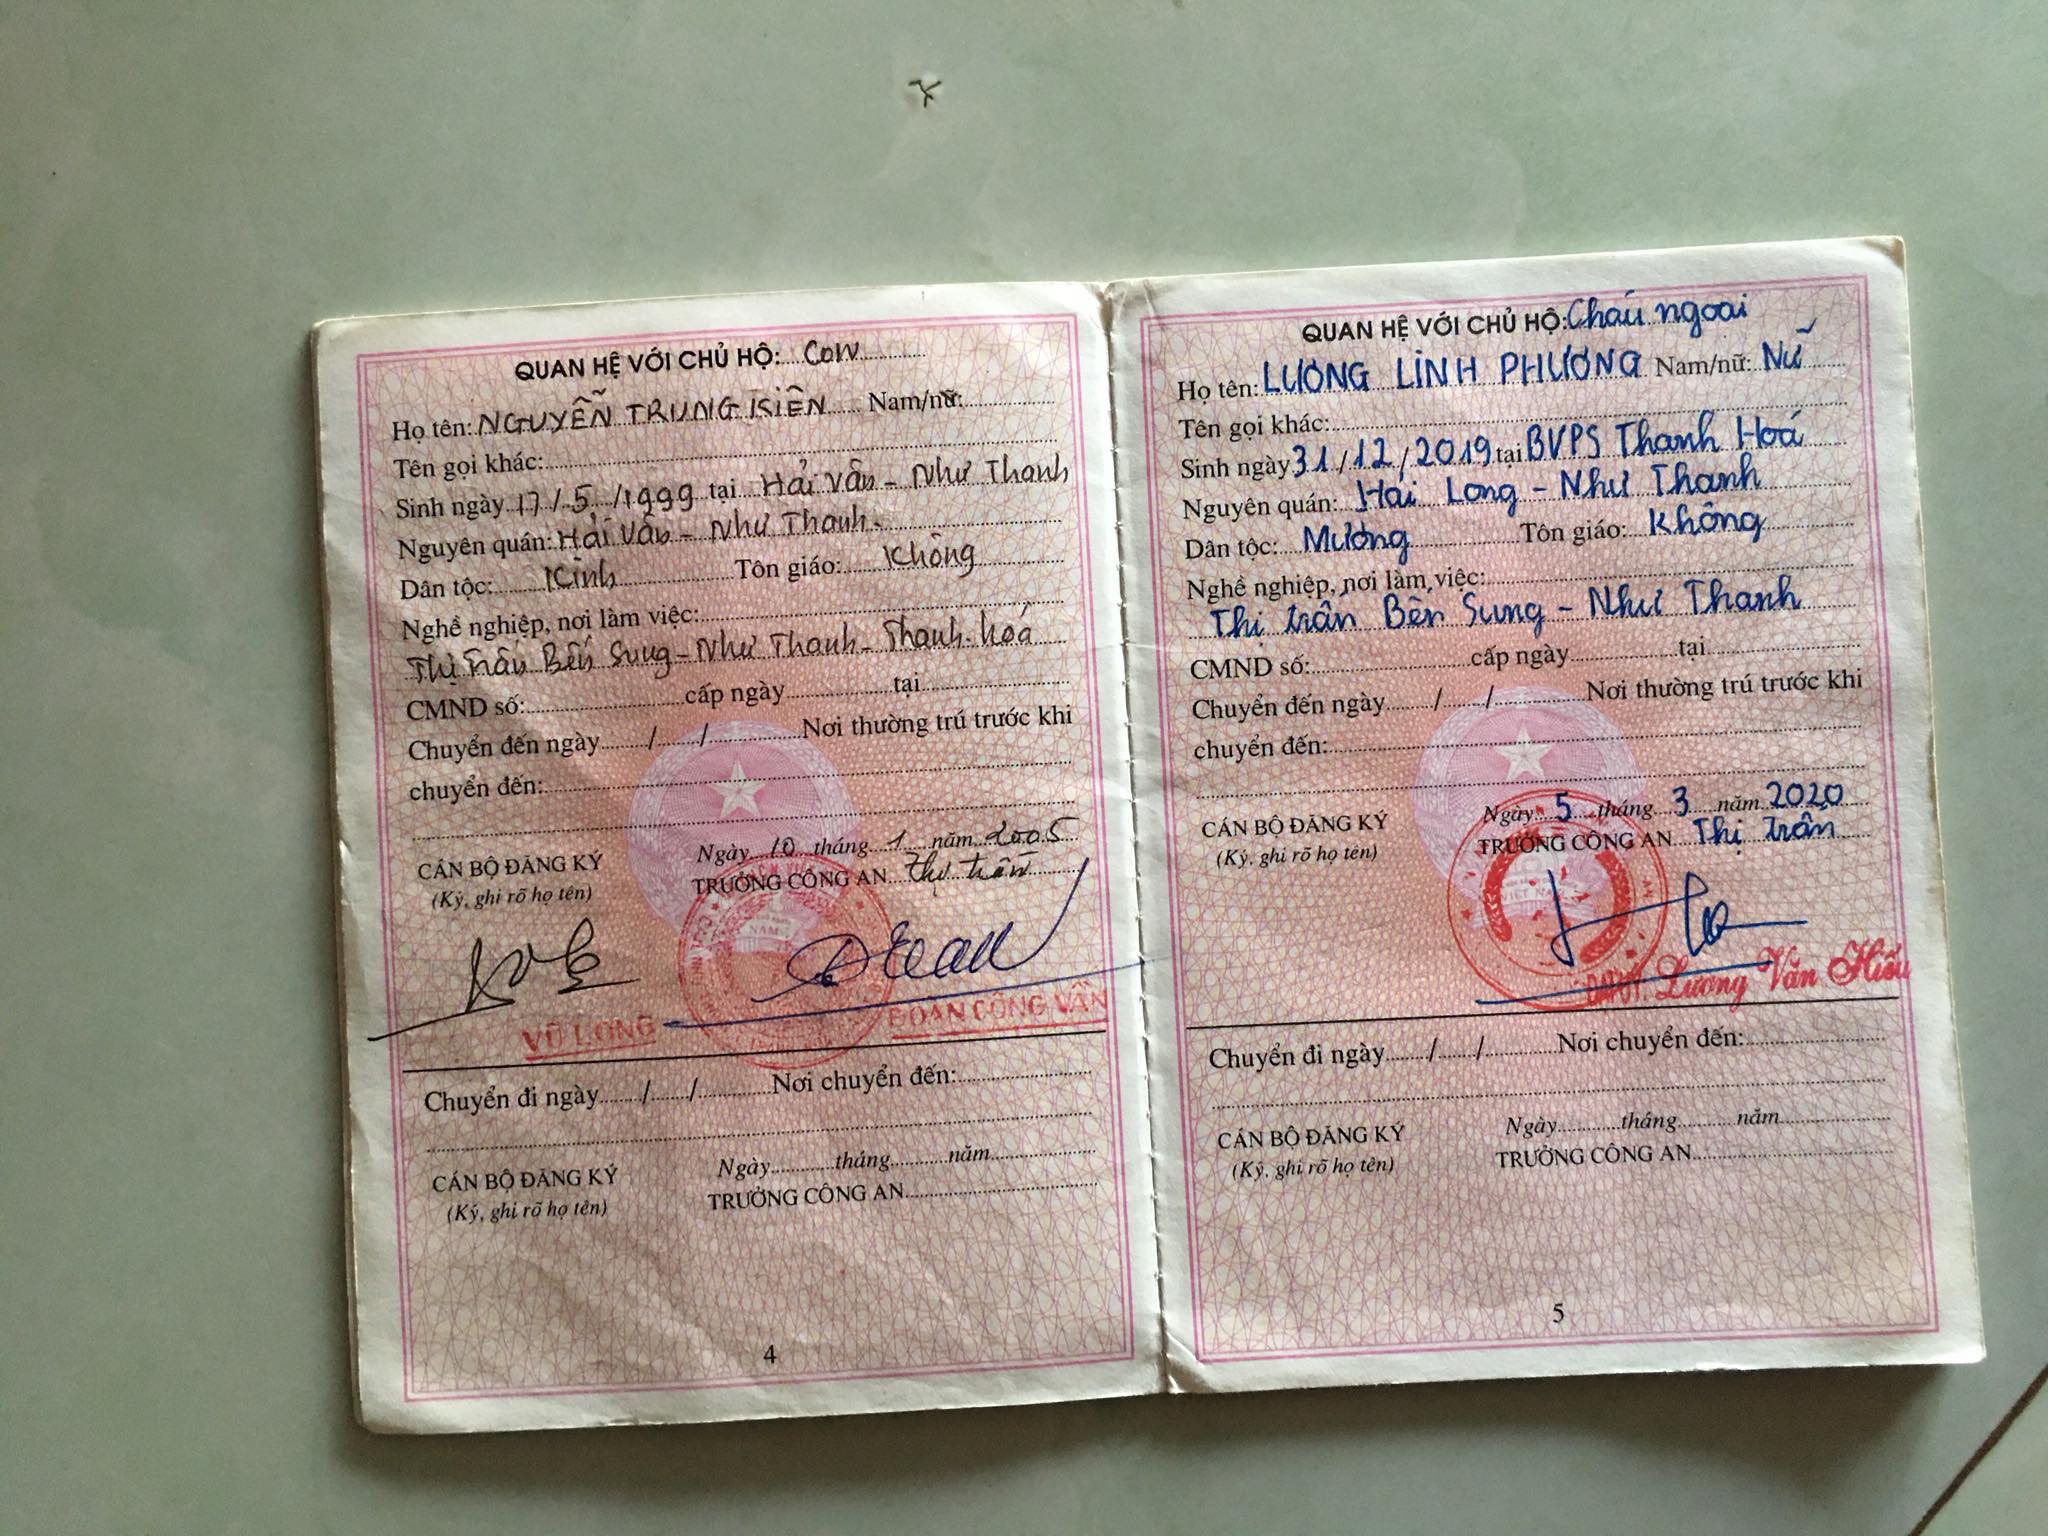 QUAN HỆ VỚI CHỦ HỘ: Con
Họ tên: NGUYỄN TRUNG KIÊN Nam/nữ:
Tên gọi khác:
Sinh ngày 17/5/1999 tại Hải Vân - Như Thanh
Nguyên quán: Hải Vân - Như Thanh
Dân tộc: Kinh Tôn giáo: Không
Nghề nghiệp, nơi làm việc:
Thị Trấn Bến Sung - Như Thanh - Thanh hoá
CMND số: cấp ngày tại
Chuyển đến ngày / / Nơi thường trú trước khi
chuyển đến:
Ngày 10 tháng 1 năm 2005
CÁN BỘ ĐĂNG KÝ TRƯỞNG CÔNG AN Thị trấn
(Ký, ghi rõ họ tên)
VŨ LONG ĐOÀN CÔNG VẦN
Chuyển đi ngày / / Nơi chuyển đến:
Ngày tháng năm
CÁN BỘ ĐĂNG KÝ TRƯỞNG CÔNG AN
(Ký, ghi rõ họ tên)
4
QUAN HỆ VỚI CHỦ HỘ: Cháu ngoại
Họ tên: LƯƠNG LINH PHƯƠNG Nam/nữ: Nữ
Tên gọi khác:
Sinh ngày 31/12/2019 tại BVPS Thanh Hoá
Nguyên quán: Hải Long - Như Thanh
Dân tộc: Mường Tôn giáo: Không
Nghề nghiệp, nơi làm việc:
Thị trấn Bến Sung - Như Thanh
CMND số: cấp ngày tại
Chuyển đến ngày / / Nơi thường trú trước khi
chuyển đến:
Ngày 5 tháng 3 năm 2020
CÁN BỘ ĐĂNG KÝ TRƯỞNG CÔNG AN Thị trấn
(Ký, ghi rõ họ tên)
Lương Văn Hiếu
Chuyển đi ngày / / Nơi chuyển đến:
Ngày tháng năm
CÁN BỘ ĐĂNG KÝ TRƯỞNG CÔNG AN
(Ký, ghi rõ họ tên)
5